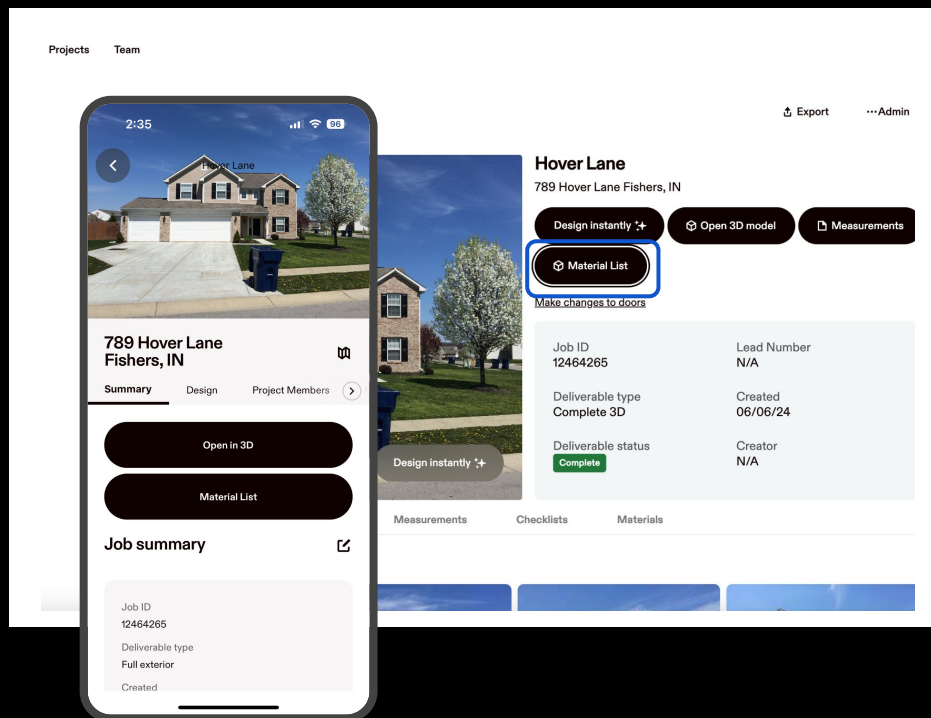 Projects Team
Export
···Admin
Hover Lane
789 Hover Lane Fishers, IN
Design instantly
Open 3D model
Measurements
Material List
Make changes to doors
Job ID
12464265
Lead Number
N/A
Deliverable type
Complete 3D
Created
06/06/24
Deliverable status
Complete
Creator
N/A
Design instantly
Measurements Checklists Materials
2:35
96
Hover Lane
789 Hover Lane
Fishers, IN
Summary Design Project Members
Open in 3D
Material List
Job summary
Job ID
12464265
Deliverable type
Full exterior
Created